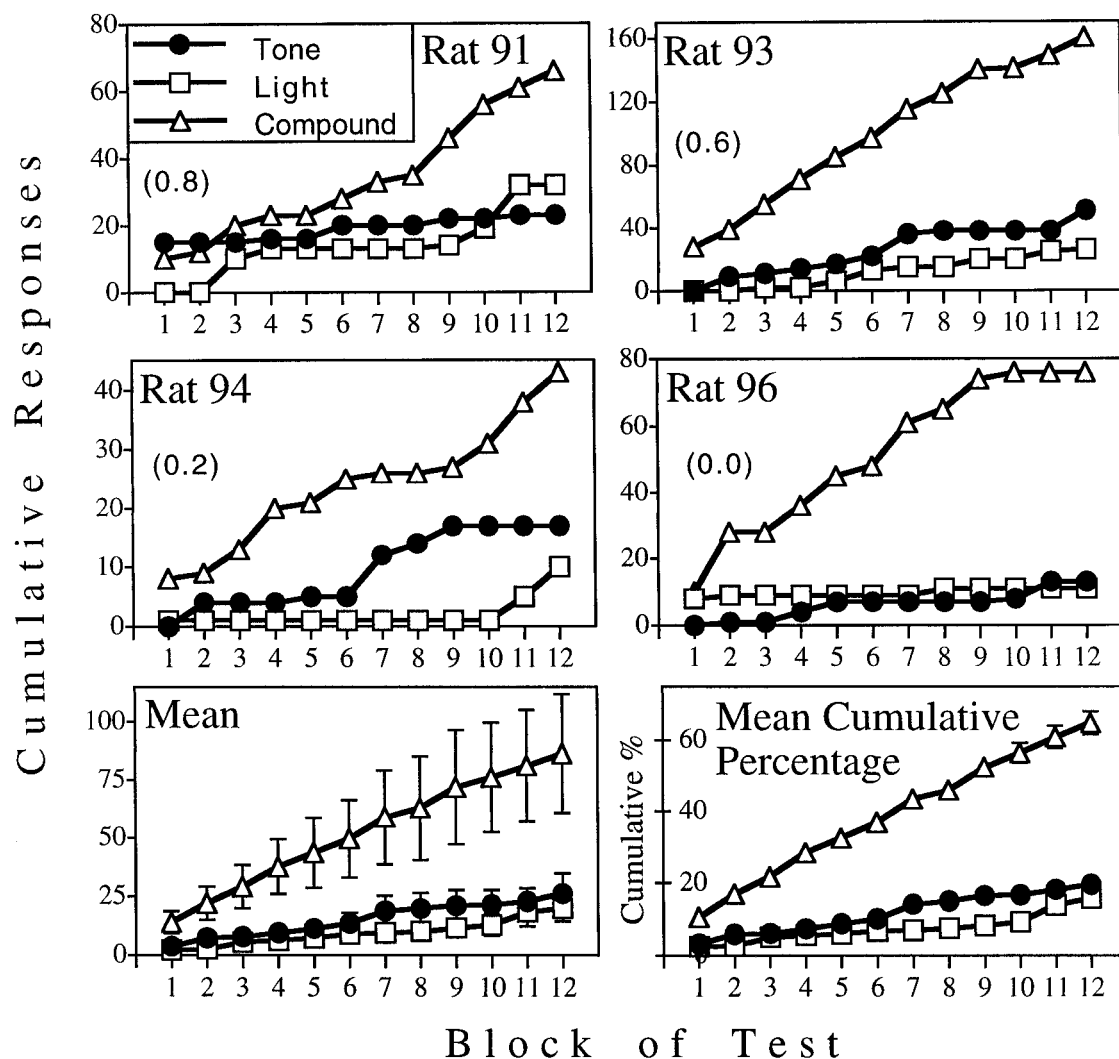 Cumulative Responses
Tone
Light
Compound
Rat 91
(0.8)
80
60
40
20
0
1 2 3 4 5 6 7 8 9 10 11 12
Rat 93
(0.6)
160
120
80
40
0
1 2 3 4 5 6 7 8 9 10 11 12
Rat 94
(0.2)
40
30
20
10
0
1 2 3 4 5 6 7 8 9 10 11 12
Rat 96
(0.0)
80
60
40
20
0
1 2 3 4 5 6 7 8 9 10 11 12
Mean
100
75
50
25
0
1 2 3 4 5 6 7 8 9 10 11 12
Mean Cumulative
Percentage
Cumulative %
60
40
20
0
1 2 3 4 5 6 7 8 9 10 11 12
Block of Test